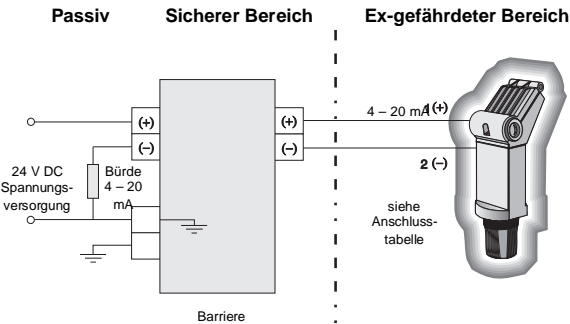 Passiv Sicherer Bereich Ex-gefährdeter Bereich
4 – 20 mA 1 (+)
(+) (+)
(–) (–)
2 (–)
24 V DC
Spannungs-
versorgung
Bürde
4 – 20
mA
siehe
Anschluss-
tabelle
Barriere